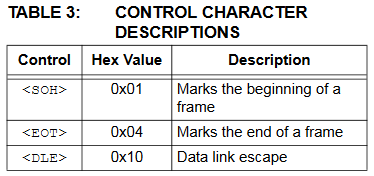 TABLE 3: CONTROL CHARACTER
DESCRIPTIONS
Control Hex Value Description
<SOH> 0x01 Marks the beginning of a
frame
<EOT> 0x04 Marks the end of a frame
<DLE> 0x10 Data link escape